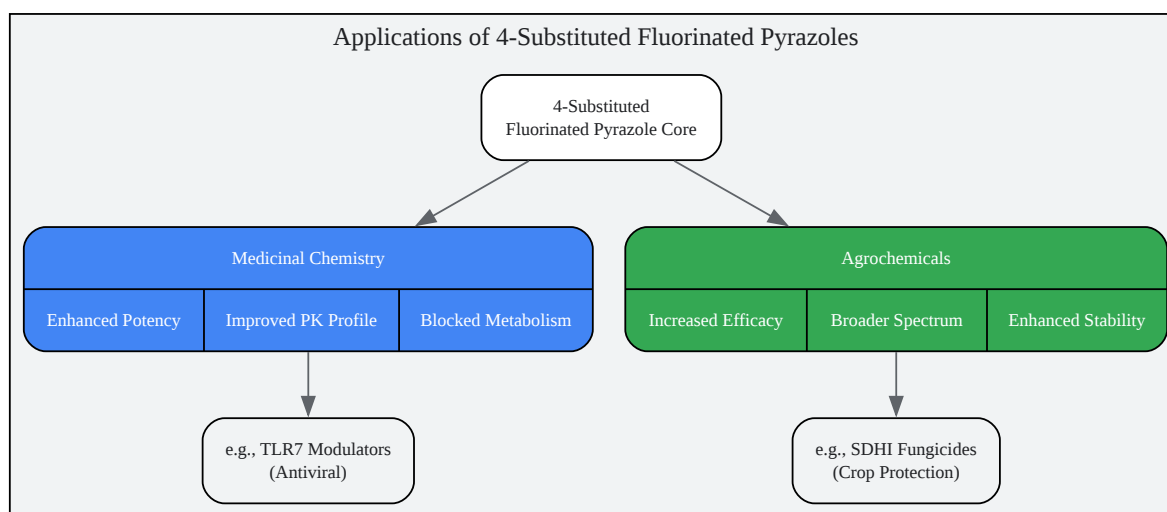 Applications of 4-Substituted Fluorinated Pyrazoles
4-Substituted
Fluorinated Pyrazole Core
Medicinal Chemistry
Enhanced Potency
Improved PK Profile
Blocked Metabolism
Agrochemicals
Increased Efficacy
Broader Spectrum
Enhanced Stability
e.g., TLR7 Modulators
(Antiviral)
e.g., SDHI Fungicides
(Crop Protection)